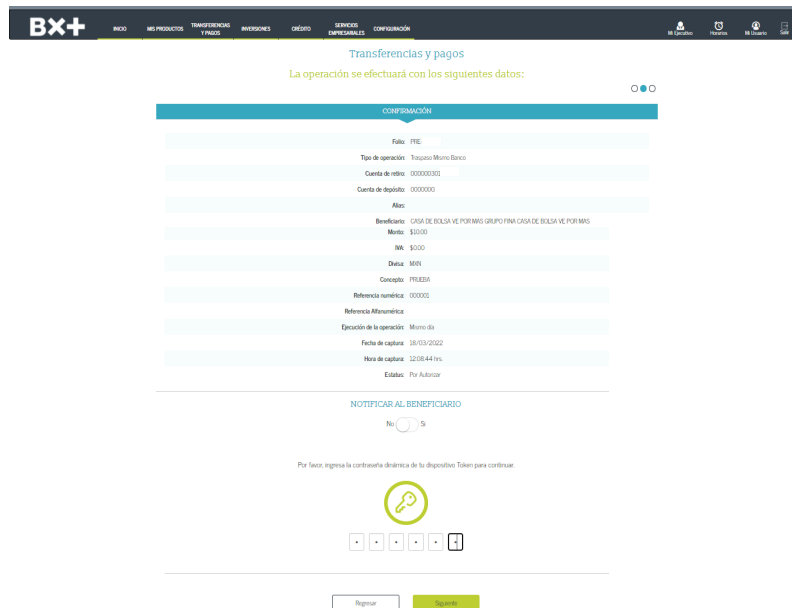 BX+
INICIO MIS PRODUCTOS TRANSFERENCIAS Y PAGOS INVERSIONES CRÉDITO SERVICIOS EMPRESARIALES CONFIGURACIÓN Mi Ejecutivo Horarios Mi Usuario Salir
Transferencias y pagos
La operación se efectuará con los siguientes datos:
CONFIRMACIÓN
Folio: PRE
Tipo de operación: Traspaso Mismo Banco
Cuenta de retiro: 000000301
Cuenta de depósito: 0000000
Alias:
Beneficiario: CASA DE BOLSA VE POR MAS GRUPO FINA CASA DE BOLSA VE POR MAS
Monto: $10.00
IVA: $0.00
Divisa: MXN
Concepto: PRUEBA
Referencia numérica: 000001
Referencia Alfanumérica:
Ejecución de la operación: Mismo día
Fecha de captura: 18/03/2022
Hora de captura: 12:08:44 hrs.
Estatus: Por Autorizar
NOTIFICAR AL BENEFICIARIO
No Si
Por favor, ingresa la contraseña dinámica de tu dispositivo Token para continuar.
Regresar Siguiente